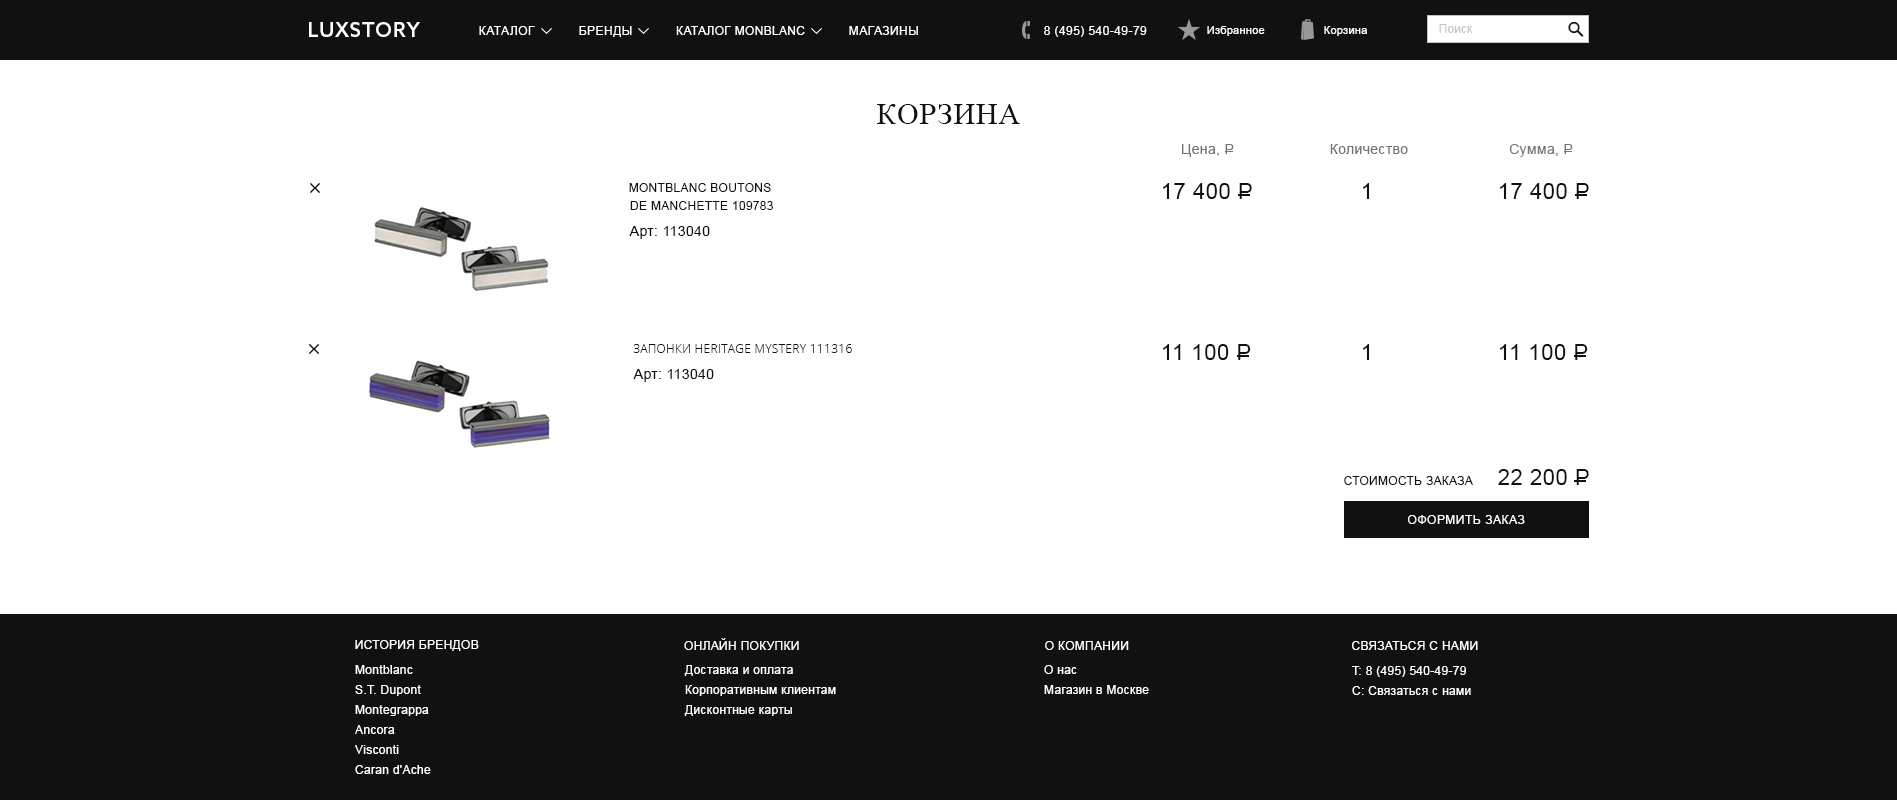 LUXSTORY КАТАЛОГ БРЕНДЫ КАТАЛОГ MONBLANC МАГАЗИНЫ 8 (495) 540-49-79 Избранное Корзина Поиск
КОРЗИНА
Цена, ₽ Количество Сумма, ₽
MONTBLANC BOUTONS 17 400 ₽ 1 17 400 ₽
DE MANCHETTE 109783
Арт: 113040
ЗАПОНКИ HERITAGE MYSTERY 111316 11 100 ₽ 1 11 100 ₽
Арт: 113040
СТОИМОСТЬ ЗАКАЗА 22 200 ₽
ОФОРМИТЬ ЗАКАЗ
ИСТОРИЯ БРЕНДОВ
Montblanc
S.T. Dupont
Montegrappa
Ancora
Visconti
Caran d'Ache
ОНЛАЙН ПОКУПКИ
Доставка и оплата
Корпоративным клиентам
Дисконтные карты
О КОМПАНИИ
О нас
Магазин в Москве
СВЯЗАТЬСЯ С НАМИ
Т: 8 (495) 540-49-79
С: Связаться с нами